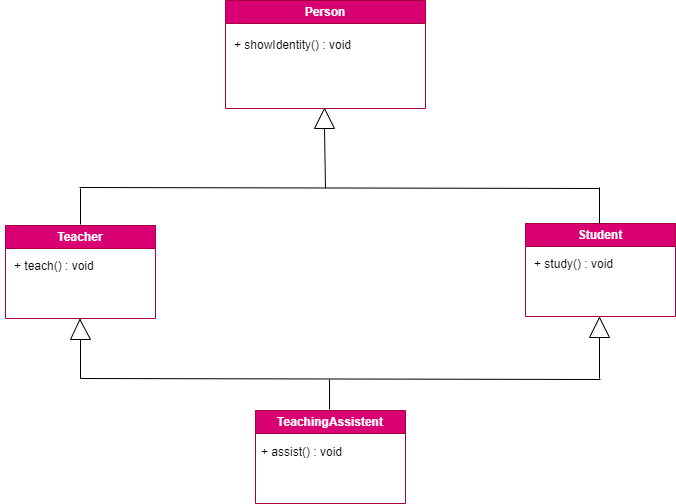 Person
+ showIdentity() : void
Teacher
+ teach() : void
Student
+ study() : void
TeachingAssistent
+ assist() : void